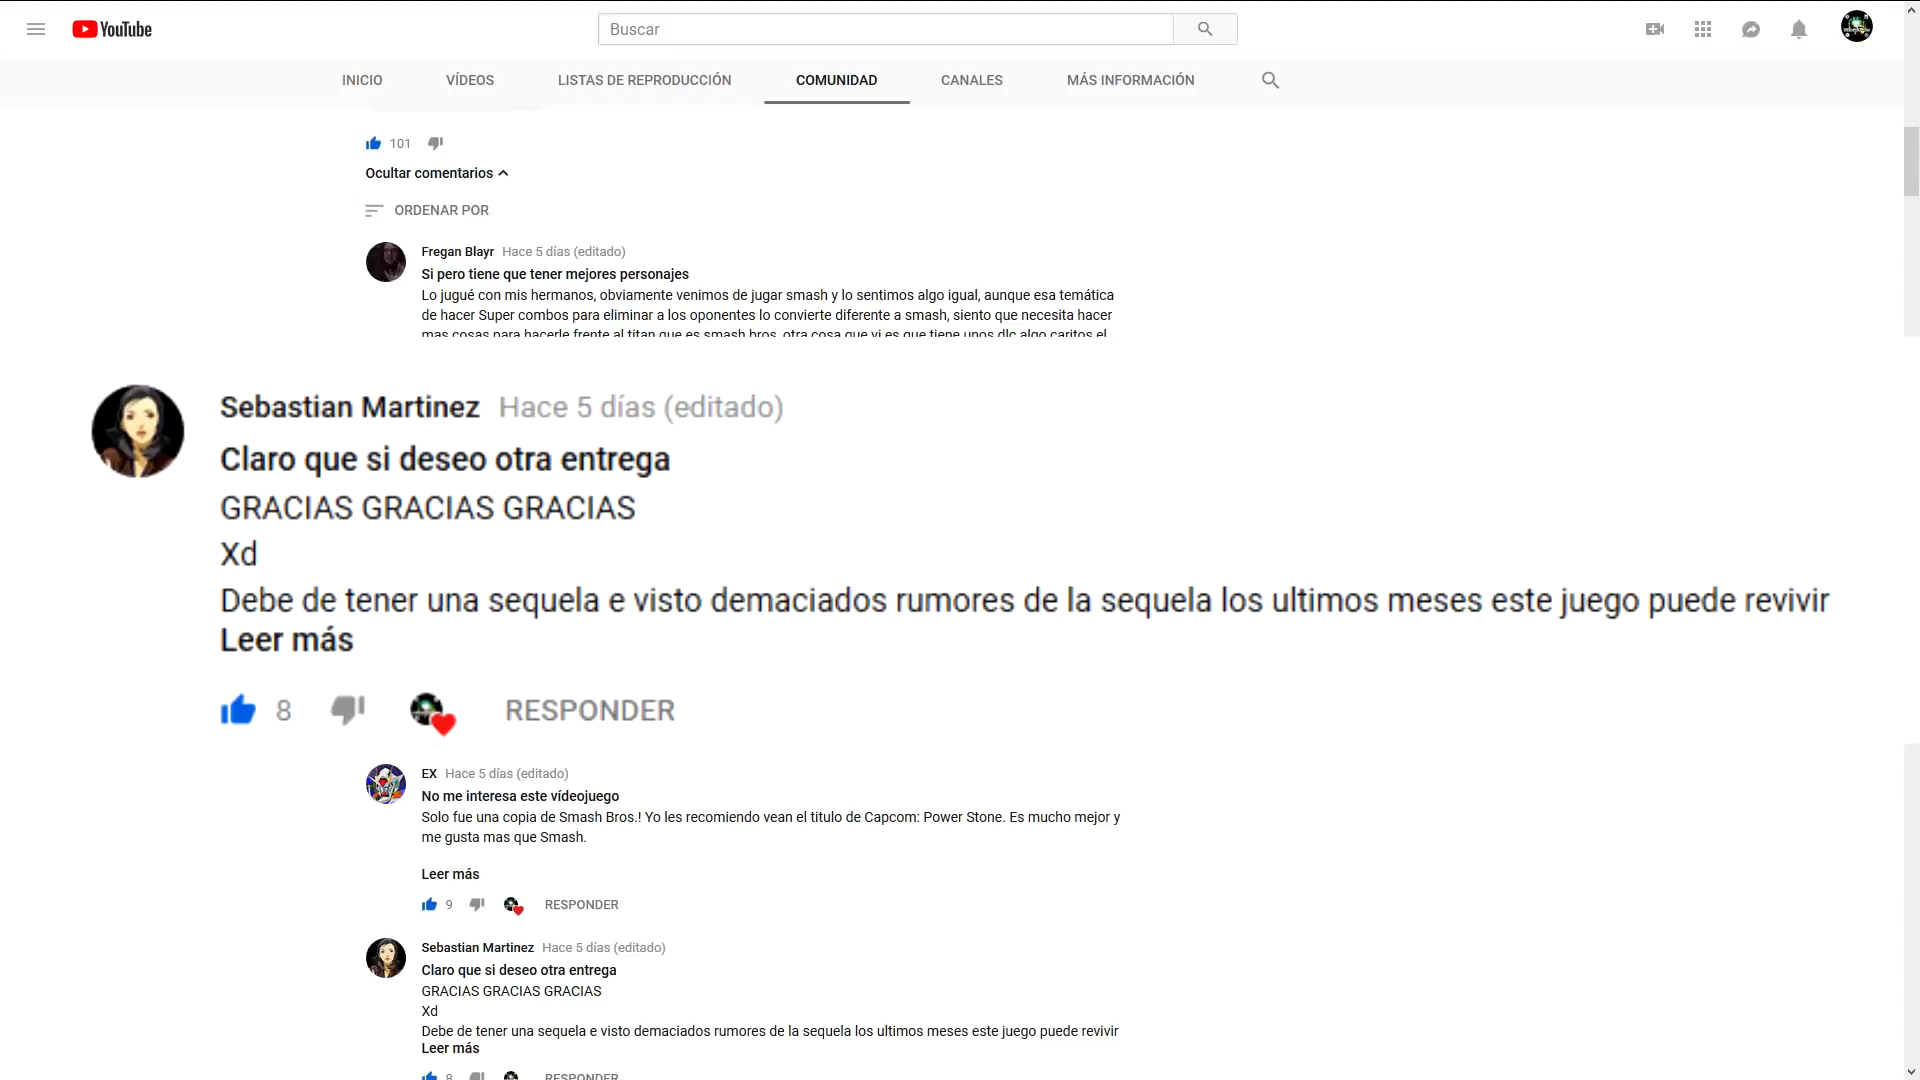 YouTube
Buscar
INICIO VÍDEOS LISTAS DE REPRODUCCIÓN COMUNIDAD CANALES MÁS INFORMACIÓN
101
Ocultar comentarios
ORDENAR POR
Fregan Blayr Hace 5 días (editado)
Si pero tiene que tener mejores personajes
Lo jugué con mis hermanos, obviamente venimos de jugar smash y lo sentimos algo igual, aunque esa temática
de hacer Super combos para eliminar a los oponentes lo convierte diferente a smash, siento que necesita hacer
mas cosas para hacerle frente al titan que es smash bros, otra cosa que vi es que tiene unos dlc algo caritos el
Sebastian Martinez Hace 5 días (editado)
Claro que si deseo otra entrega
GRACIAS GRACIAS GRACIAS
Xd
Debe de tener una sequela e visto demaciados rumores de la sequela los ultimos meses este juego puede revivir
Leer más
8 RESPONDER
EX Hace 5 días (editado)
No me interesa este vídeojuego
Solo fue una copia de Smash Bros.! Yo les recomiendo vean el titulo de Capcom: Power Stone. Es mucho mejor y
me gusta mas que Smash.
Leer más
9 RESPONDER
Sebastian Martinez Hace 5 días (editado)
Claro que si deseo otra entrega
GRACIAS GRACIAS GRACIAS
Xd
Debe de tener una sequela e visto demaciados rumores de la sequela los ultimos meses este juego puede revivir
Leer más
8 RESPONDER